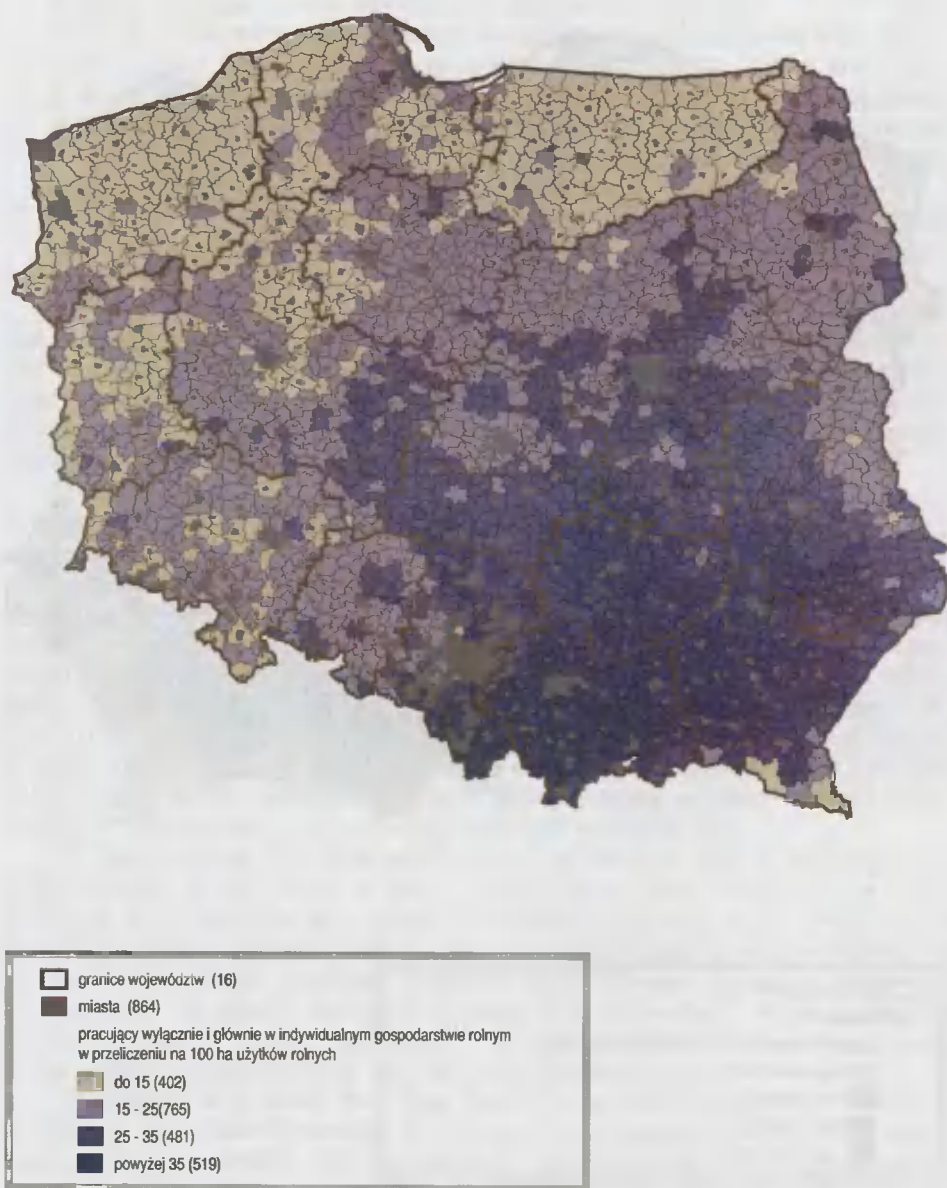 granice województw (16)
miasta (864)
pracujący wyłącznie i głównie w indywidualnym gospodarstwie rolnym
w przeliczeniu na 100 ha użytków rolnych
do 15 (402)
15 - 25(765)
25 - 35 (481)
powyżej 35 (519)